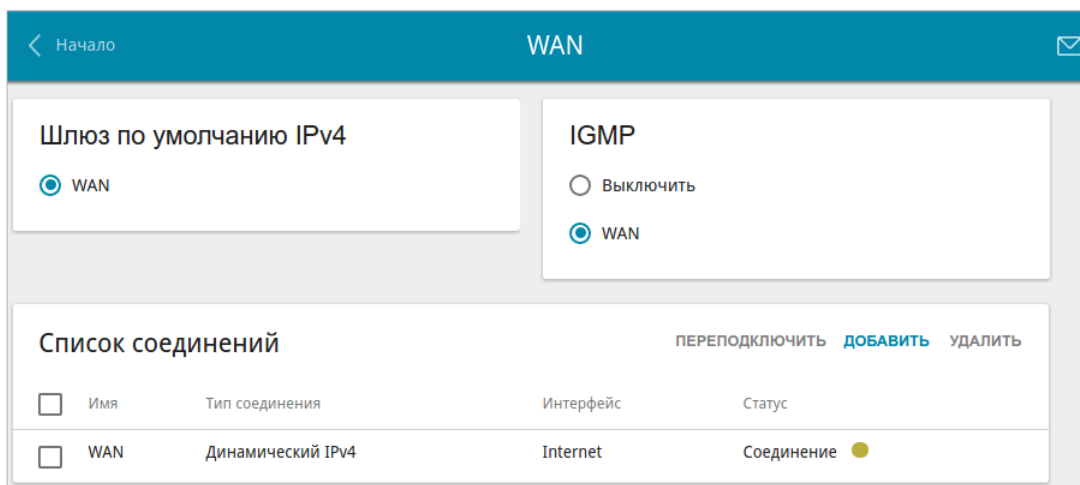 Начало
WAN
Шлюз по умолчанию IPv4
WAN
IGMP
Выключить
WAN
Список соединений ПЕРЕПОДКЛЮЧИТЬ ДОБАВИТЬ УДАЛИТЬ
Имя Тип соединения Интерфейс Статус
WAN Динамический IPv4 Internet Соединение